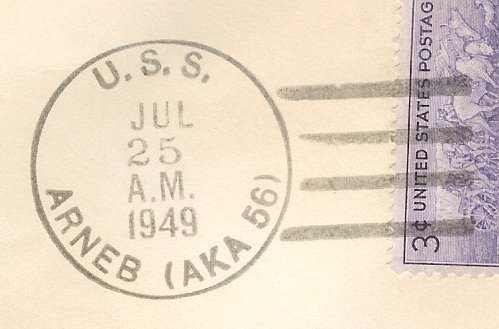 U. S. S.
JUL
25
A.M.
1949
ARNEB (AKA 56)
3¢ UNITED STATES POSTAG